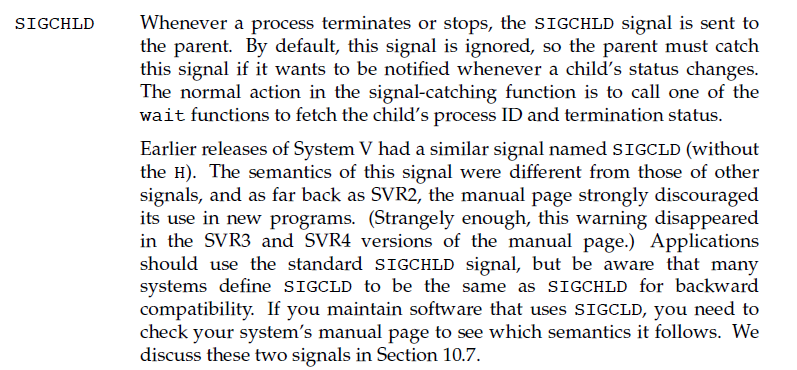 SIGCHLD Whenever a process terminates or stops, the SIGCHLD signal is sent to
the parent. By default, this signal is ignored, so the parent must catch
this signal if it wants to be notified whenever a child's status changes.
The normal action in the signal-catching function is to call one of the
wait functions to fetch the child's process ID and termination status.
Earlier releases of System V had a similar signal named SIGCLD (without
the H). The semantics of this signal were different from those of other
signals, and as far back as SVR2, the manual page strongly discouraged
its use in new programs. (Strangely enough, this warning disappeared
in the SVR3 and SVR4 versions of the manual page.) Applications
should use the standard SIGCHLD signal, but be aware that many
systems define SIGCLD to be the same as SIGCHLD for backward
compatibility. If you maintain software that uses SIGCLD, you need to
check your system's manual page to see which semantics it follows. We
discuss these two signals in Section 10.7.